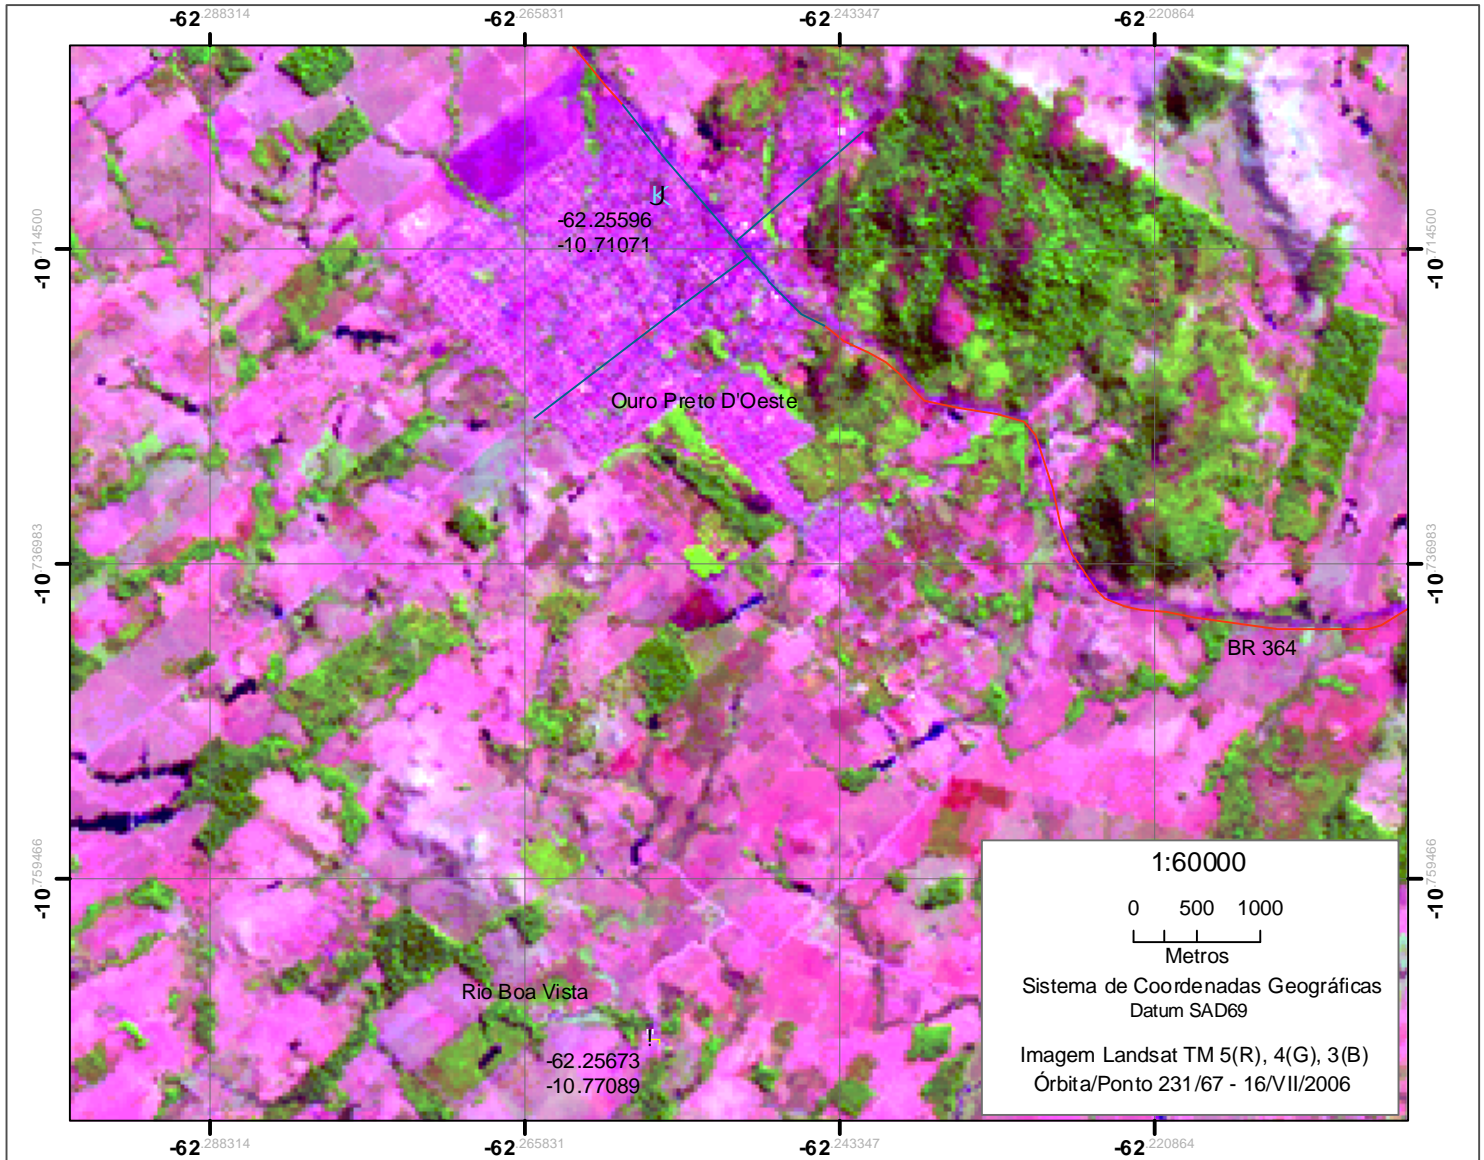 -62.288314 -62.265831 -62.243347 -62.220864
-62.25596
-10.71071
-10.714500 -10.714500
Ouro Preto D'Oeste
-10.736983 -10.736983
BR 364
-10.759466 -10.759466
1:60000
0 500 1000
Metros
Sistema de Coordenadas Geográficas
Datum SAD69
Imagem Landsat TM 5(R), 4(G), 3(B)
Órbita/Ponto 231/67 - 16/VII/2006
Rio Boa Vista
!
-62.25673
-10.77089
-62.288314 -62.265831 -62.243347 -62.220864